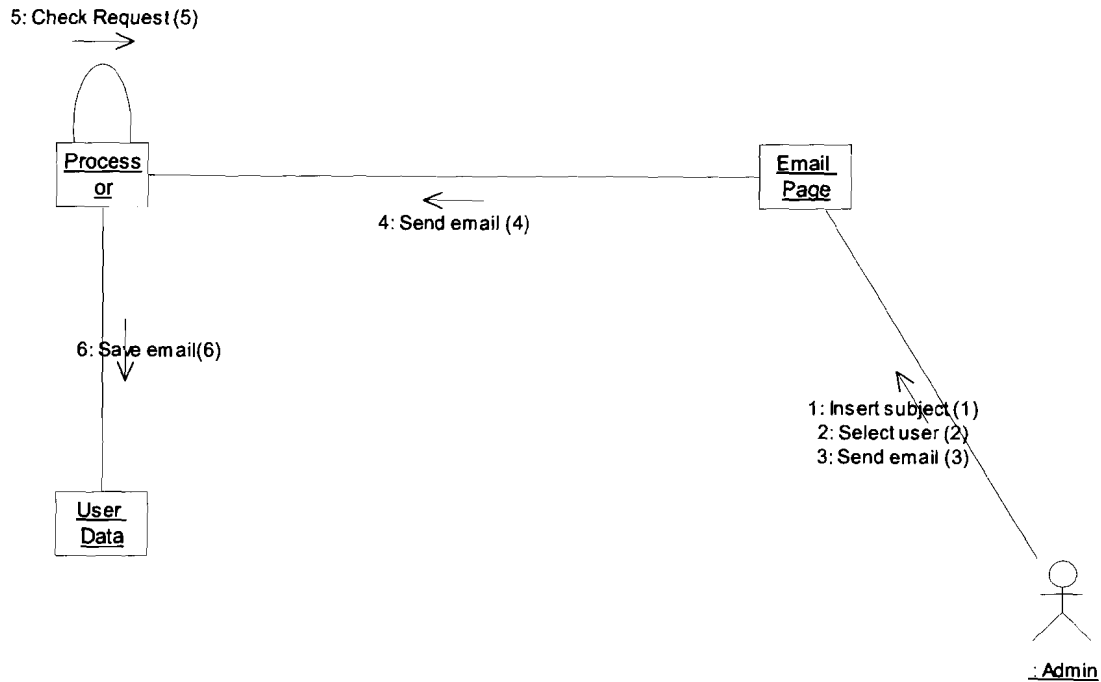 5: Check Request (5)
Process
or
Email
Page
4: Send email (4)
6: Save email(6)
1: Insert subject (1)
2: Select user (2)
3: Send email (3)
User
Data
: Admin